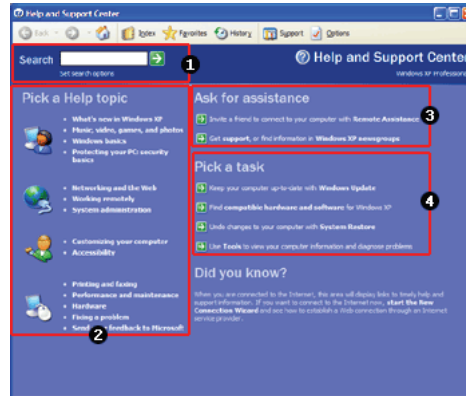 Help and Support Center
Back
Index
Favorites
History
Support
Options
Search
Set search options
1
Help and Support Center
Windows XP Professional
Pick a Help topic
What's new in Windows XP
Music, video, games, and photos
Windows basics
Protecting your PC: security
basics
Networking and the Web
Working remotely
System administration
Customizing your computer
Accessibility
Printing and faxing
Performance and maintenance
Hardware
Fixing a problem
Send feedback to Microsoft
2
Ask for assistance
Invite a friend to connect to your computer with Remote Assistance
Get support, or find information in Windows XP newsgroups
3
Pick a task
Keep your computer up-to-date with Windows Update
Find compatible hardware and software for Windows XP
Undo changes to your computer with System Restore
Use Tools to view your computer information and diagnose problems
4
Did you know?
When you are connected to the Internet, this area will display links to timely help and
support information. If you want to connect to the Internet now, start the New
Connection Wizard and see how to establish a Web connection through an Internet
service provider.